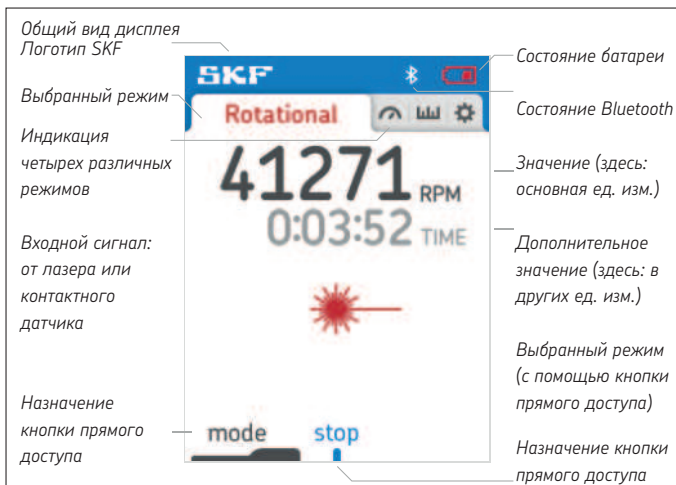 Общий вид дисплея
Логотип SKF
Выбранный режим
Индикация
четырех различных
режимов
Входной сигнал:
от лазера или
контактного
датчика
Назначение
кнопки прямого
доступа
SKF
Rotational
41271 RPM
0:03:52 TIME
mode stop
Состояние батареи
Состояние Bluetooth
Значение (здесь:
основная ед. изм.)
Дополнительное
значение (здесь: в
других ед. изм.)
Выбранный режим
(с помощью кнопки
прямого доступа)
Назначение кнопки
прямого доступа